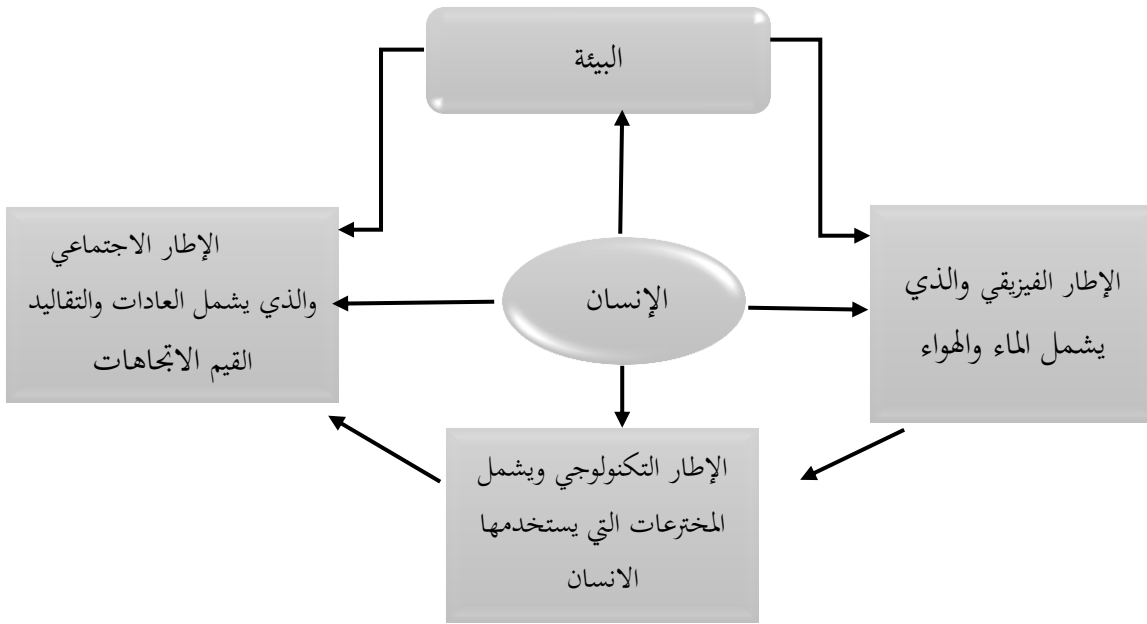 البيئة
الإطار الفيزيقي والذي
يشمل الماء والهواء
الإنسان
الإطار الاجتماعي
والذي يشمل العادات والتقاليد
القيم الاتجاهات
الإطار التكنولوجي ويشمل
المخترعات التي يستخدمها
الانسان